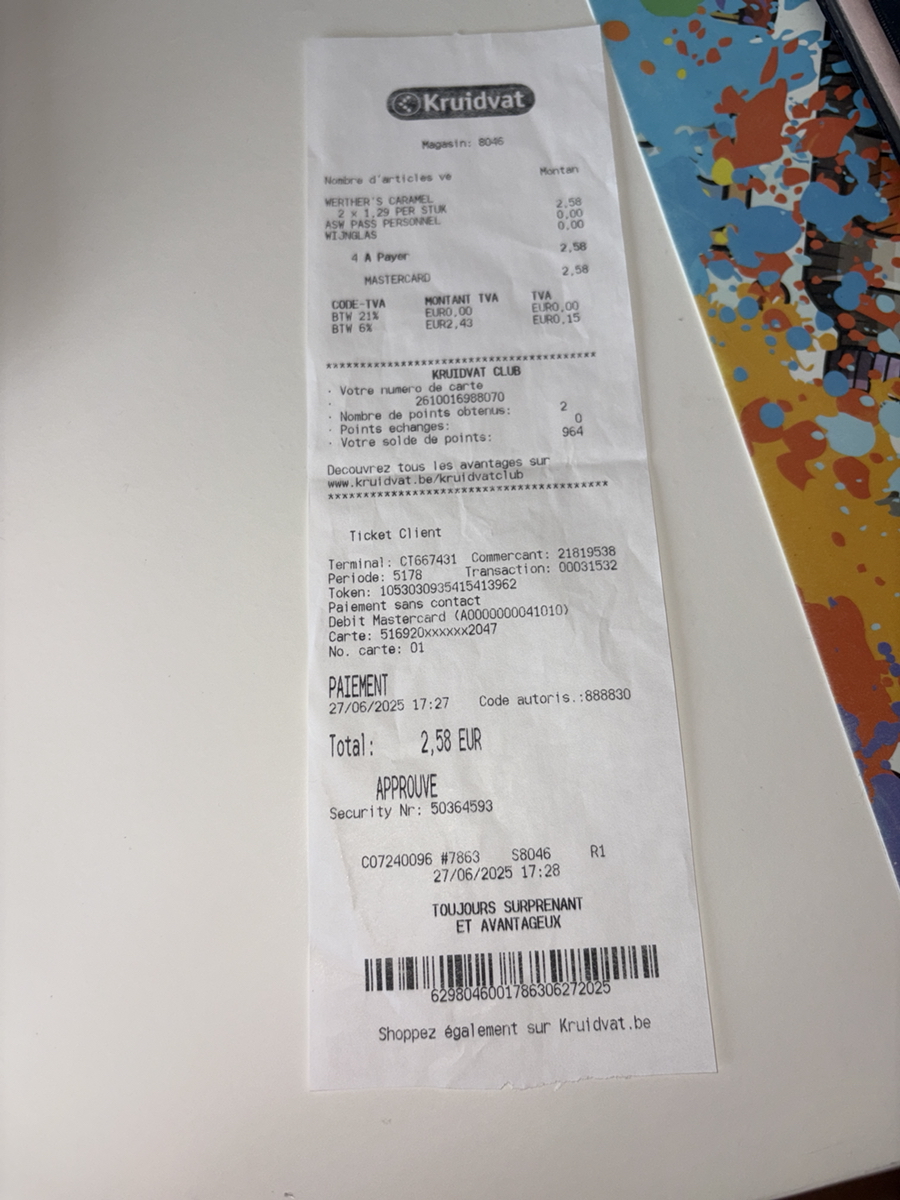 Kruidvat
Magasin: 8046
Nombre d'articles ve Montan
WERTHER'S CARAMEL 2,58
2 x 1,29 PER STUK 0,00
ASW PASS PERSONNEL 0,00
WIJNGLAS
4 A Payer 2,58
MASTERCARD 2,58
CODE-TVA MONTANT TVA TVA
BTW 21% EUR0,00 EUR0,00
BTW 6% EUR2,43 EUR0,15
****************************************
KRUIDVAT CLUB
· Votre numero de carte
· 2610016988070
· Nombre de points obtenus: 2
· Points echanges: 0
· Votre solde de points: 964
Decouvrez tous les avantages sur
www.kruidvat.be/kruidvatclub
****************************************
Ticket Client
Terminal: CT667431 Commercant: 21819538
Periode: 5178 Transaction: 00031532
Token: 1053030935415413962
Paiement sans contact
Debit Mastercard (A0000000041010)
Carte: 516920xxxxxx2047
No. carte: 01
PAIEMENT
27/06/2025 17:27 Code autoris.:888830
Total: 2,58 EUR
APPROUVE
Security Nr: 50364593
C07240096 #7863 S8046 R1
27/06/2025 17:28
TOUJOURS SURPRENANT
ET AVANTAGEUX
6298046001786306272025
Shoppez également sur Kruidvat.be